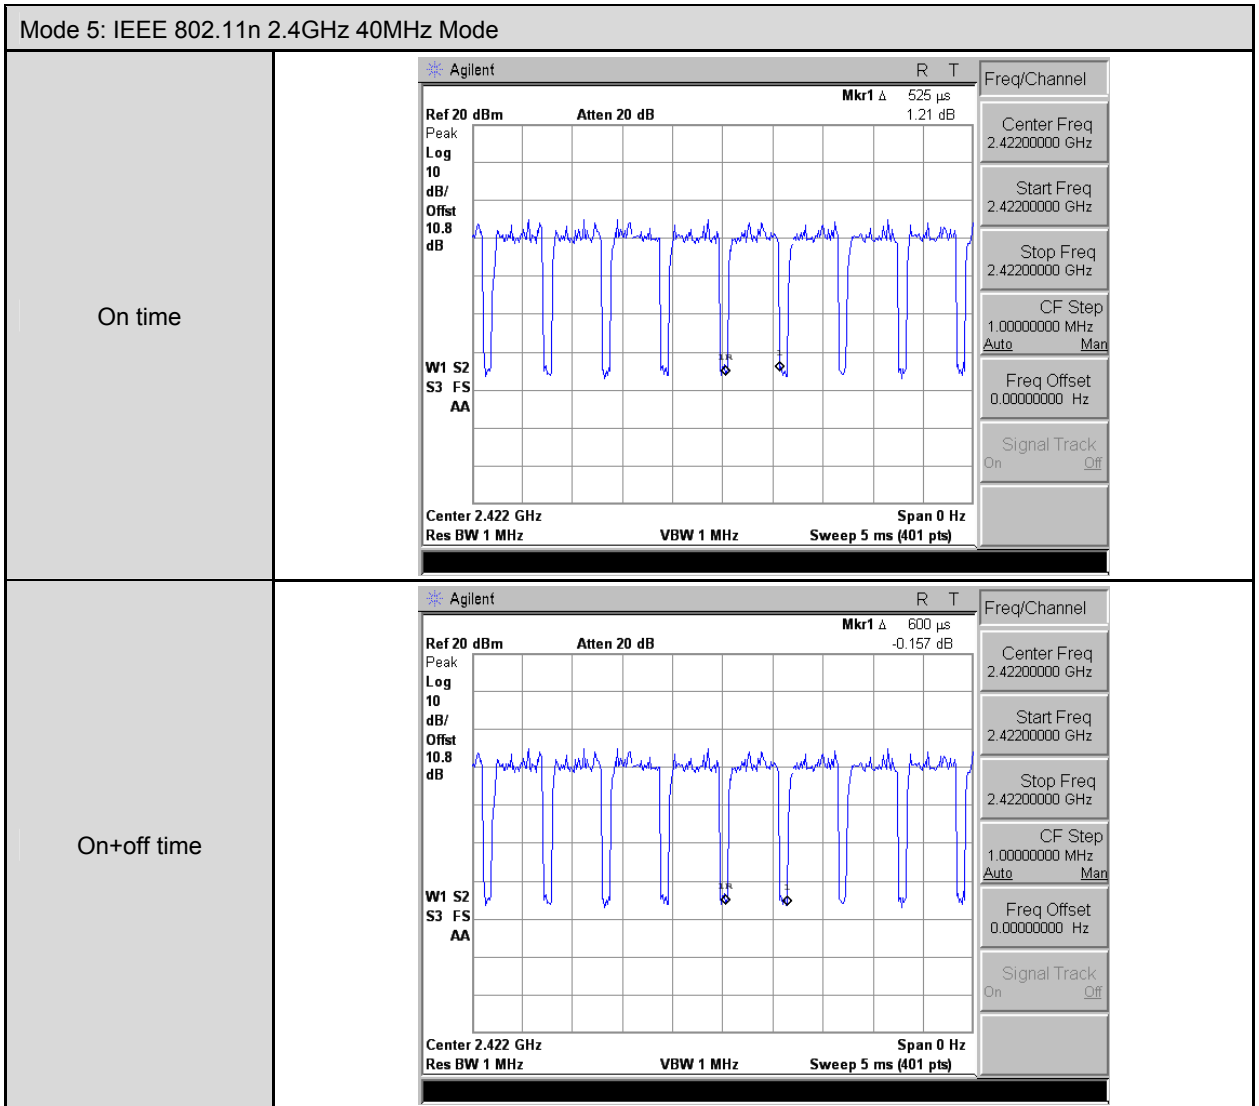 Mode 5: IEEE 802.11n 2.4GHz 40MHz Mode
On time
Agilent R T
Mkr1 Δ 525 μs
1.21 dB
Ref 20 dBm Atten 20 dB
Peak
Log
10
dB/
Offst
10.8
dB
1R 1
W1 S2
S3 FS
AA
Center 2.422 GHz Span 0 Hz
Res BW 1 MHz VBW 1 MHz Sweep 5 ms (401 pts)
Freq/Channel
Center Freq
2.42200000 GHz
Start Freq
2.42200000 GHz
Stop Freq
2.42200000 GHz
CF Step
1.00000000 MHz
Auto Man
Freq Offset
0.00000000 Hz
Signal Track
On Off
On+off time
Agilent R T
Mkr1 Δ 600 μs
-0.157 dB
Ref 20 dBm Atten 20 dB
Peak
Log
10
dB/
Offst
10.8
dB
1R 1
W1 S2
S3 FS
AA
Center 2.422 GHz Span 0 Hz
Res BW 1 MHz VBW 1 MHz Sweep 5 ms (401 pts)
Freq/Channel
Center Freq
2.42200000 GHz
Start Freq
2.42200000 GHz
Stop Freq
2.42200000 GHz
CF Step
1.00000000 MHz
Auto Man
Freq Offset
0.00000000 Hz
Signal Track
On Off